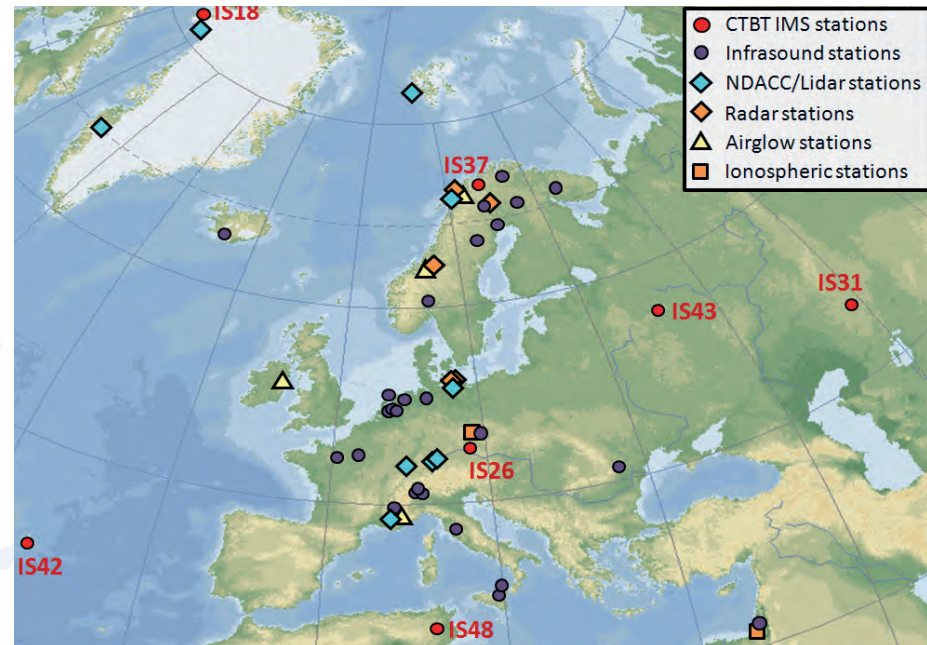 IS18
CTBT IMS stations
Infrasound stations
NDACC/Lidar stations
Radar stations
Airglow stations
Ionospheric stations
IS37
IS31
IS43
IS26
IS42
IS48